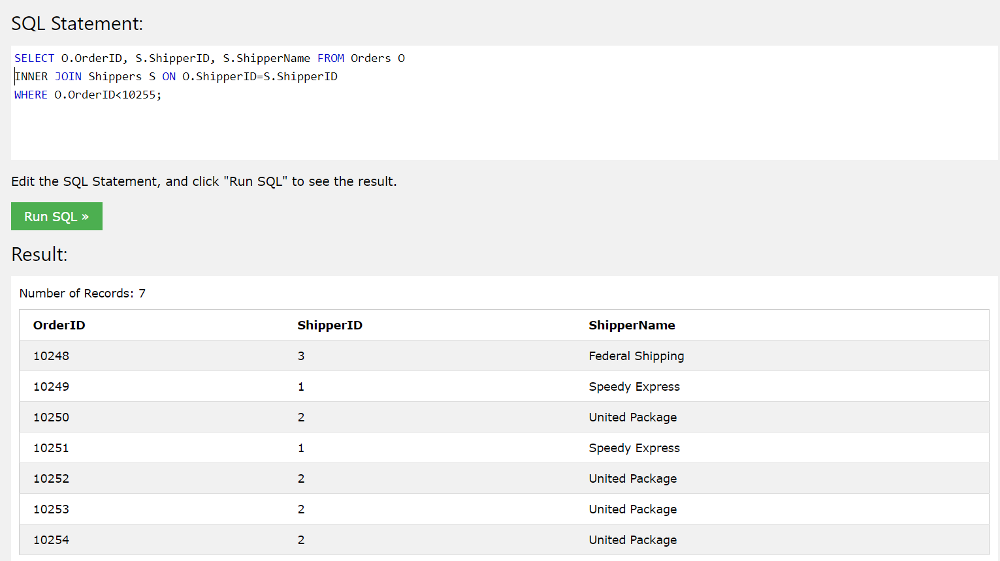 SQL Statement:
SELECT O.OrderID, S.ShipperID, S.ShipperName FROM Orders O
INNER JOIN Shippers S ON O.ShipperID=S.ShipperID
WHERE O.OrderID<10255;
Edit the SQL Statement, and click "Run SQL" to see the result.
Run SQL »
Result:
Number of Records: 7
OrderID ShipperID ShipperName
10248 3 Federal Shipping
10249 1 Speedy Express
10250 2 United Package
10251 1 Speedy Express
10252 2 United Package
10253 2 United Package
10254 2 United Package